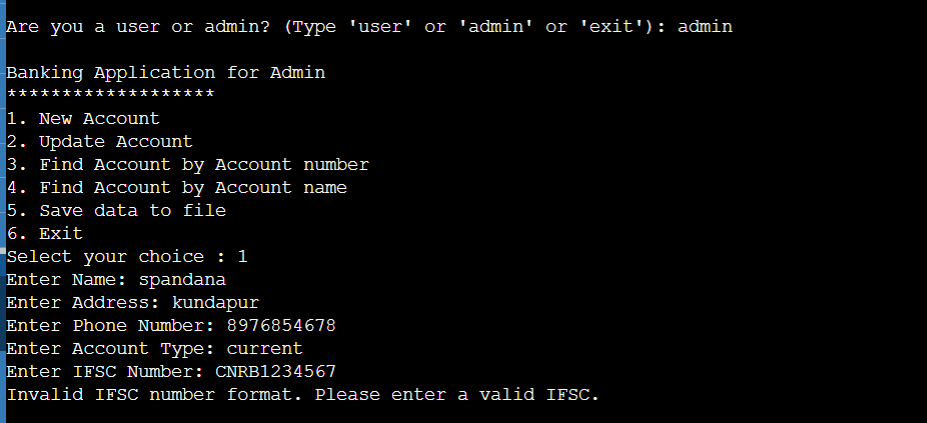 Are you a user or admin? (Type 'user' or 'admin' or 'exit'): admin
Banking Application for Admin
*******************
1. New Account
2. Update Account
3. Find Account by Account number
4. Find Account by Account name
5. Save data to file
6. Exit
Select your choice : 1
Enter Name: spandana
Enter Address: kundapur
Enter Phone Number: 8976854678
Enter Account Type: current
Enter IFSC Number: CNRB1234567
Invalid IFSC number format. Please enter a valid IFSC.